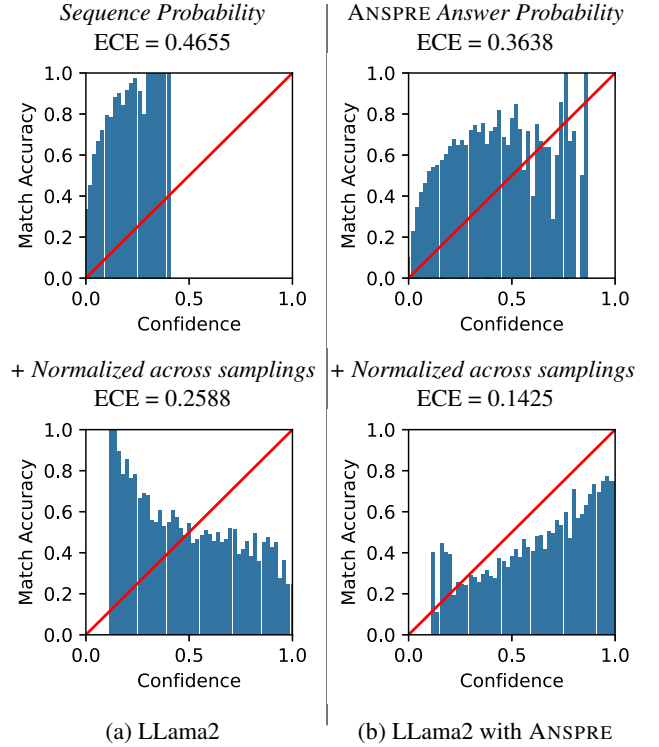 Sequence Probability
ECE = 0.4655
1.0
0.8
0.6
0.4
0.2
0.0
Match Accuracy
0.0 0.5 1.0
Confidence
ANSPRE Answer Probability
ECE = 0.3638
1.0
0.8
0.6
0.4
0.2
0.0
Match Accuracy
0.0 0.5 1.0
Confidence
+ Normalized across samplings
ECE = 0.2588
1.0
0.8
0.6
0.4
0.2
0.0
Match Accuracy
0.0 0.5 1.0
Confidence
+ Normalized across samplings
ECE = 0.1425
1.0
0.8
0.6
0.4
0.2
0.0
Match Accuracy
0.0 0.5 1.0
Confidence
(a) LLama2
(b) LLama2 with ANSPRE